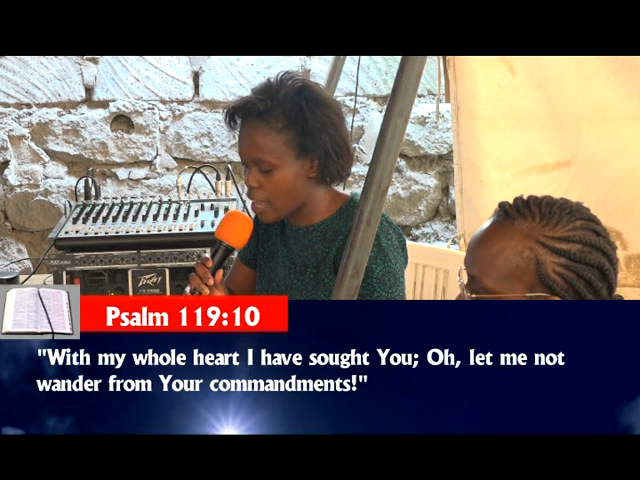 PEAVEY
Psalm 119:10
"With my whole heart I have sought You; Oh, let me not
wander from Your commandments!"